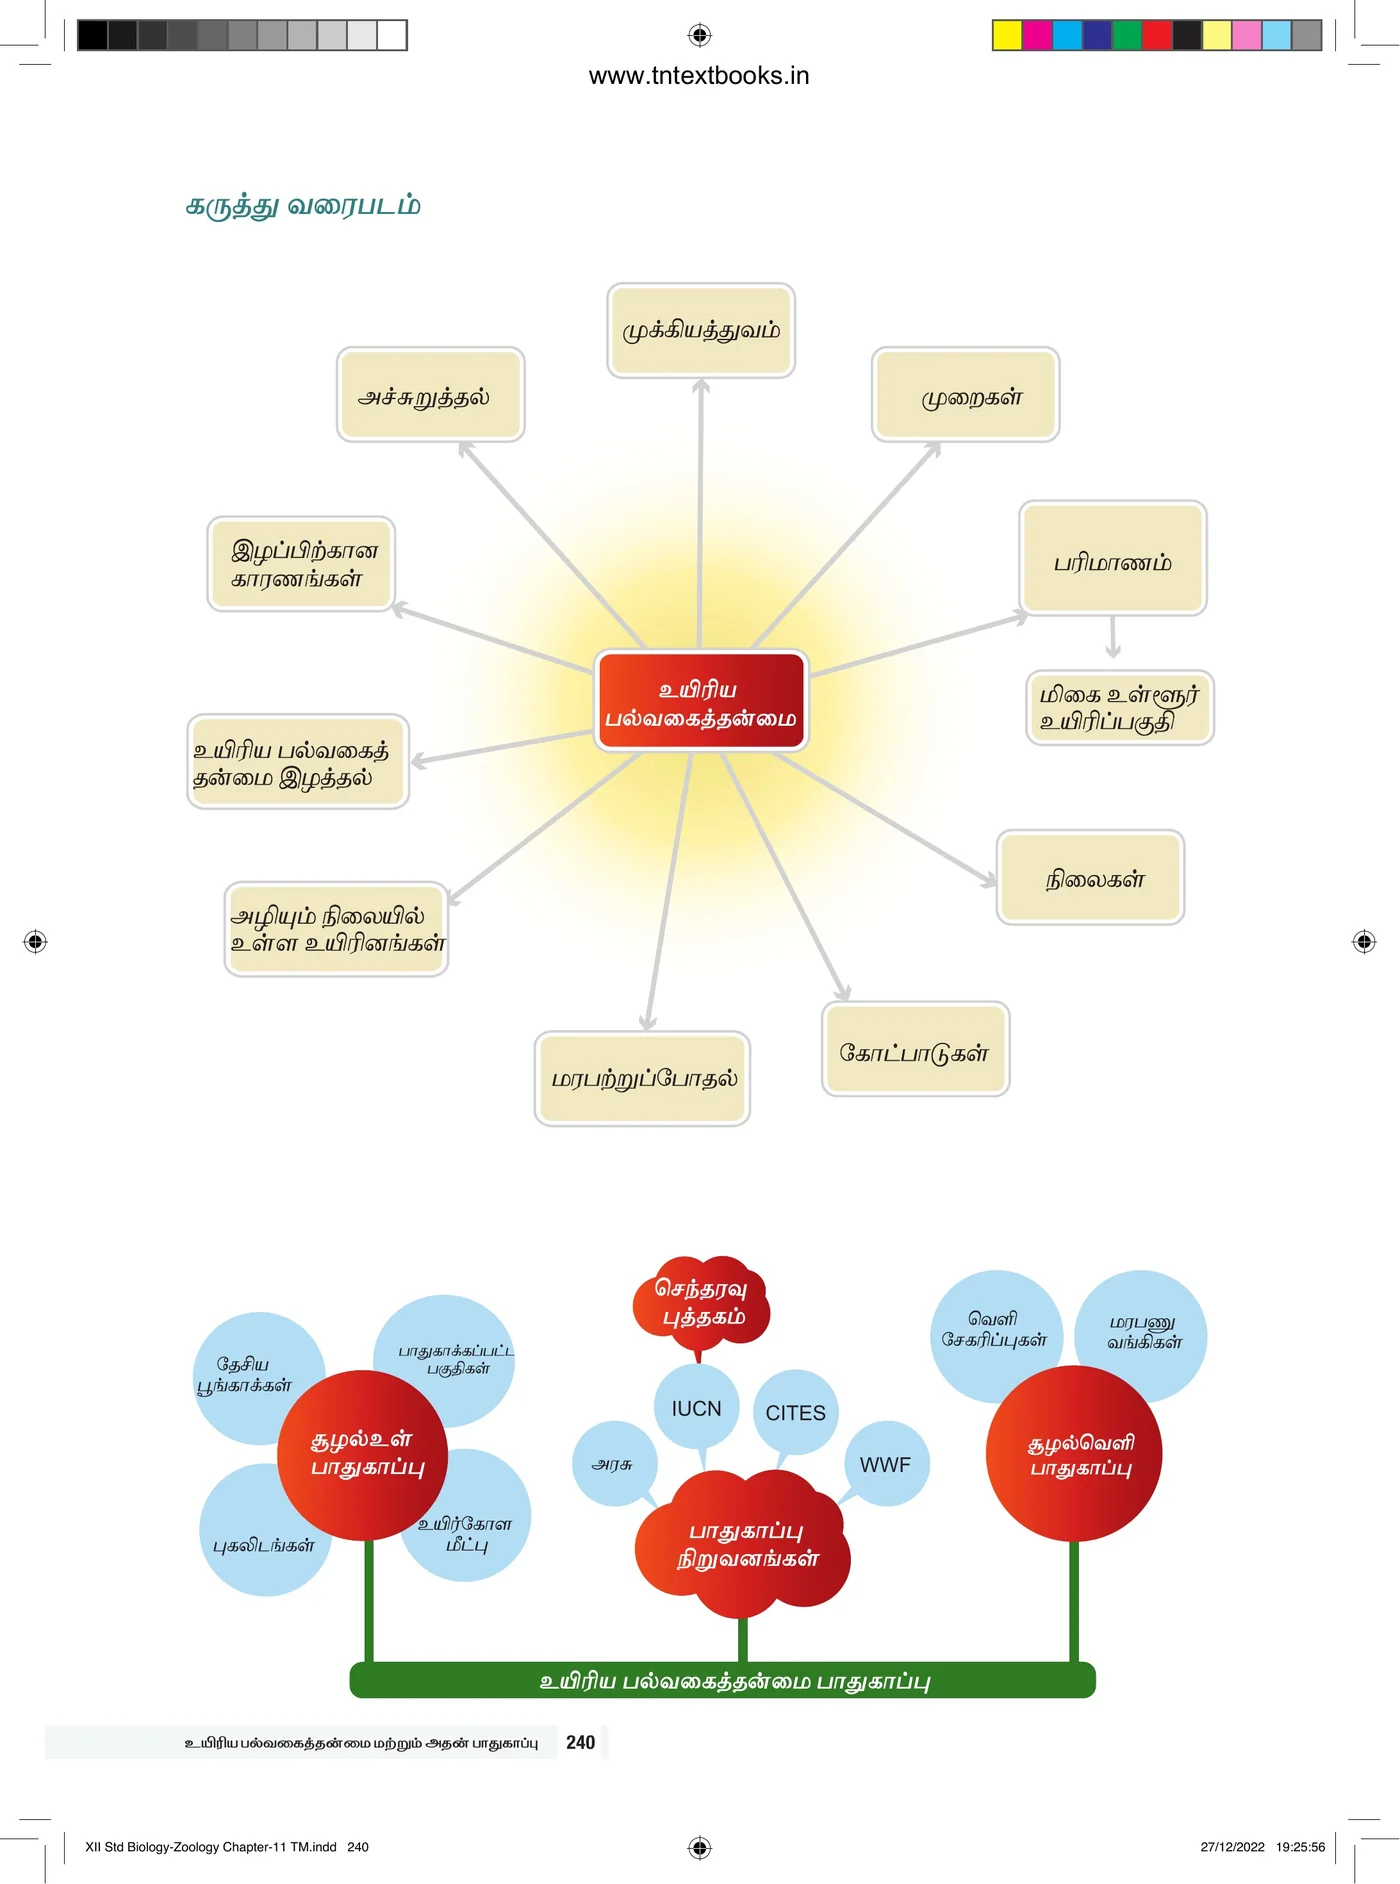 www.tntextbooks.in
கருத்து வரைபடம்
முக்கியத்துவம்
அச்சுறுத்தல்
முறைகள்
இழப்பிற்கான
காரணங்கள்
பரிமாணம்
உயிரிய
பல்வகைத்தன்மை
மிகை உள்ளூர்
உயிரிப்பகுதி
உயிரிய பல்வகைத்
தன்மை இழத்தல்
நிலைகள்
அழியும் நிலையில்
உள்ள உயிரினங்கள்
கோட்பாடுகள்
மரபற்றுப்போதல்
செந்தரவு
புத்தகம்
தேசிய
பூங்காக்கள்
பாதுகாக்கப்பட்ட
பகுதிகள்
சூழல்உள்
பாதுகாப்பு
புகலிடங்கள்
உயிர்கோள
மீட்பு
அரசு
IUCN
CITES
WWF
பாதுகாப்பு
நிறுவனங்கள்
வெளி
சேகரிப்புகள்
மரபணு
வங்கிகள்
சூழல்வெளி
பாதுகாப்பு
உயிரிய பல்வகைத்தன்மை பாதுகாப்பு
உயிரிய பல்வகைத்தன்மை மற்றும் அதன் பாதுகாப்பு 240
XII Std Biology-Zoology Chapter-11 TM.indd 240
27/12/2022 19:25:56